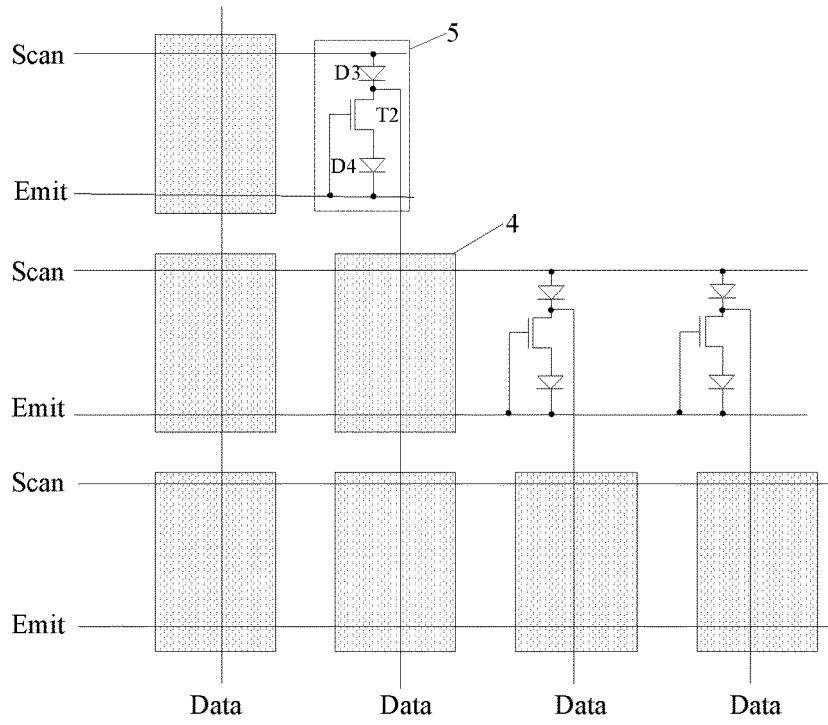 5
Scan
D3
T2
D4
Emit
4
Scan
Emit
Scan
Emit
Data Data Data Data